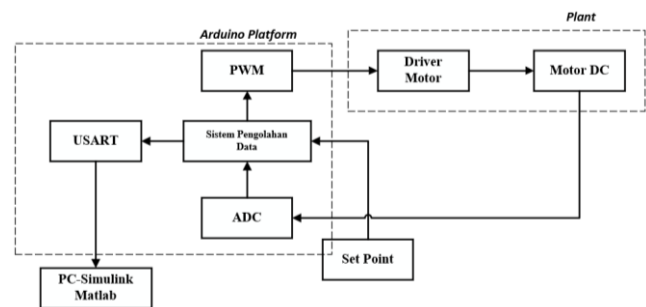 Plant
Arduino Platform
PWM
Driver
Motor
Motor DC
USART
Sistem Pengolahan
Data
ADC
Set Point
PC-Simulink
Matlab